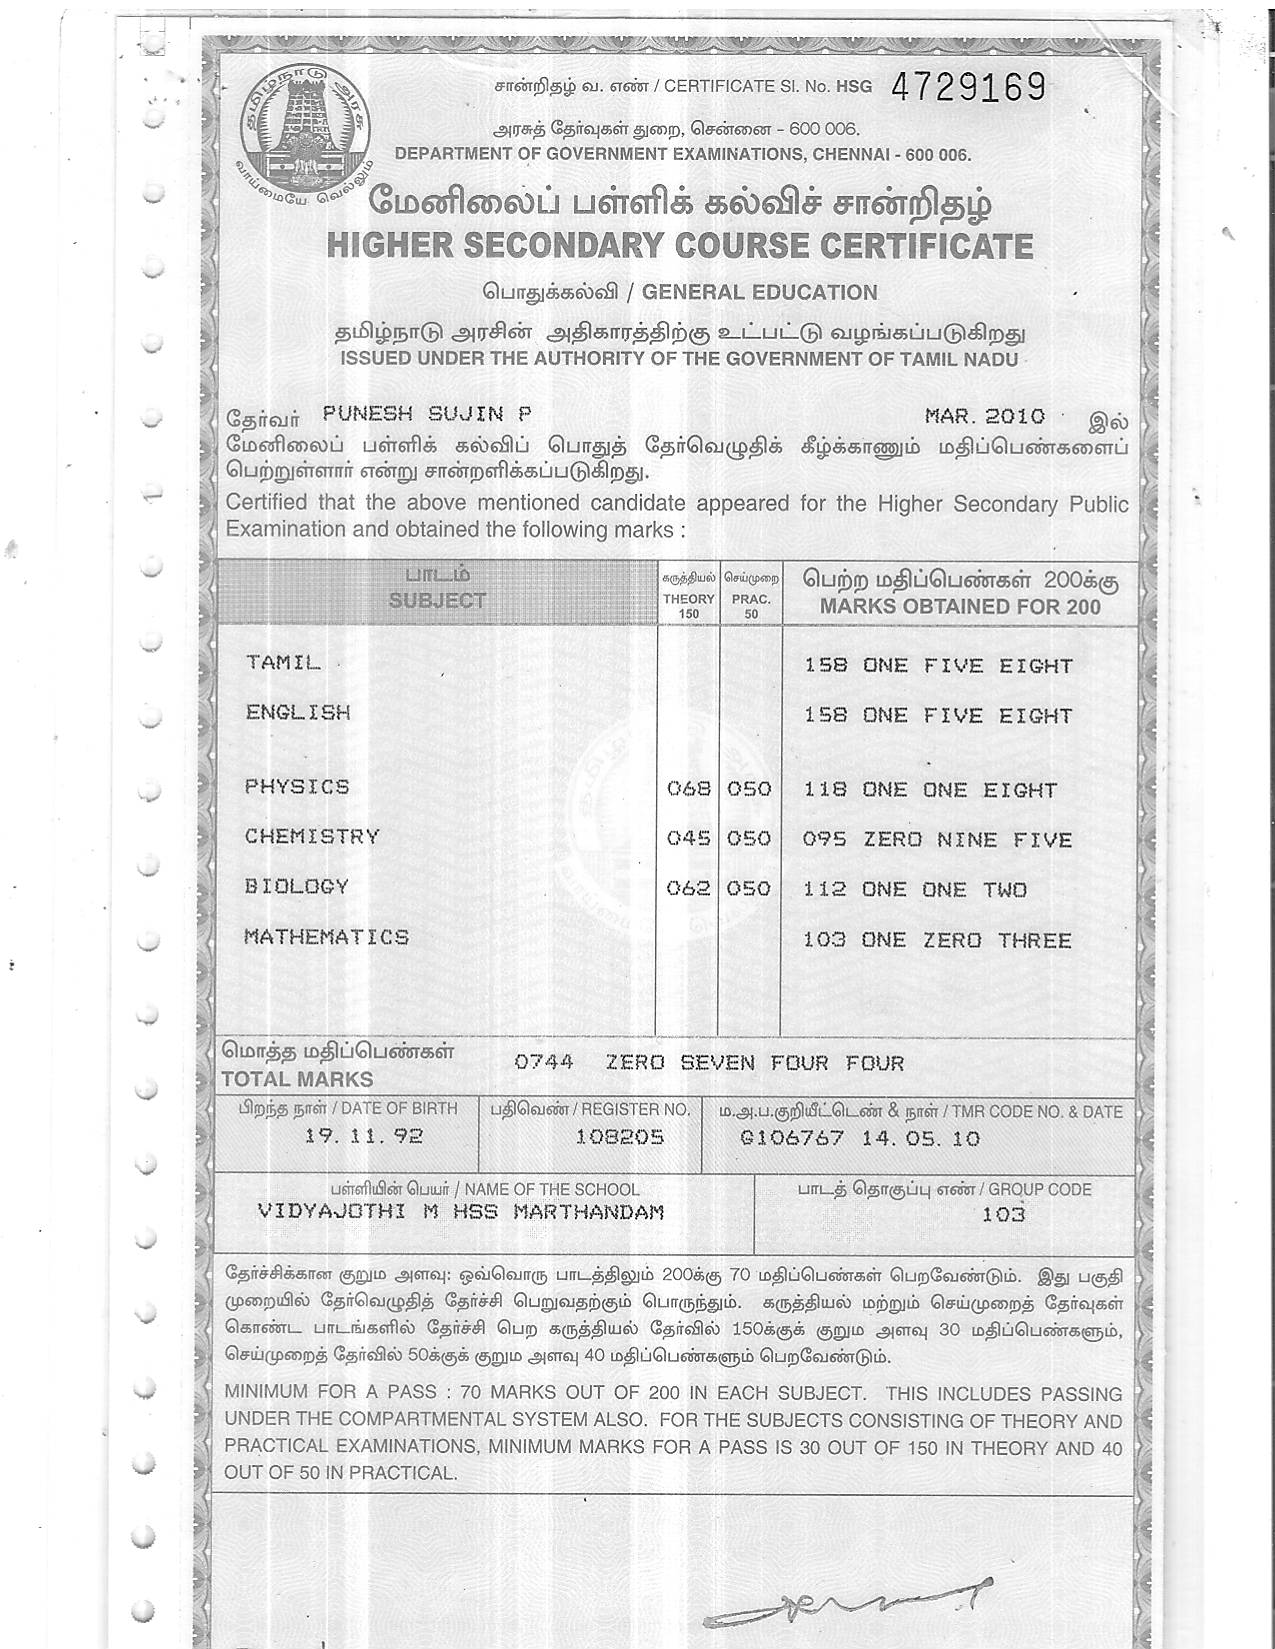 தமிழ்நாடு அரசு
வாய்மையே வெல்லும்
சான்றிதழ் வ. எண் / CERTIFICATE Sl. No. HSG 4729169
அரசுத் தேர்வுகள் துறை, சென்னை - 600 006.
DEPARTMENT OF GOVERNMENT EXAMINATIONS, CHENNAI - 600 006.
மேனிலைப் பள்ளிக் கல்விச் சான்றிதழ்
HIGHER SECONDARY COURSE CERTIFICATE
பொதுக்கல்வி / GENERAL EDUCATION
தமிழ்நாடு அரசின் அதிகாரத்திற்கு உட்பட்டு வழங்கப்படுகிறது
ISSUED UNDER THE AUTHORITY OF THE GOVERNMENT OF TAMIL NADU
தேர்வர் PUNESH SUJIN P MAR. 2010 இல்
மேனிலைப் பள்ளிக் கல்விப் பொதுத் தேர்வெழுதிக் கீழ்க்காணும் மதிப்பெண்களைப்
பெற்றுள்ளார் என்று சான்றளிக்கப்படுகிறது.
Certified that the above mentioned candidate appeared for the Higher Secondary Public
Examination and obtained the following marks :
பாடம் கருத்தியல் செய்முறை பெற்ற மதிப்பெண்கள் 200க்கு
SUBJECT THEORY 150 PRAC. 50 MARKS OBTAINED FOR 200
TAMIL 158 ONE FIVE EIGHT
ENGLISH 158 ONE FIVE EIGHT
PHYSICS 068 050 118 ONE ONE EIGHT
CHEMISTRY 045 050 095 ZERO NINE FIVE
BIOLOGY 062 050 112 ONE ONE TWO
MATHEMATICS 103 ONE ZERO THREE
மொத்த மதிப்பெண்கள்
TOTAL MARKS 0744 ZERO SEVEN FOUR FOUR
பிறந்த நாள் / DATE OF BIRTH பதிவெண் / REGISTER NO. ம.அ.ப.குறியீட்டெண் & நாள் / TMR CODE NO. & DATE
19. 11. 92 108205 G106767 14. 05. 10
பள்ளியின் பெயர் / NAME OF THE SCHOOL பாடத் தொகுப்பு எண் / GROUP CODE
VIDYAJOTHI M HSS MARTHANDAM 103
தேர்ச்சிக்கான குறும அளவு: ஒவ்வொரு பாடத்திலும் 200க்கு 70 மதிப்பெண்கள் பெறவேண்டும். இது பகுதி
முறையில் தேர்வெழுதித் தேர்ச்சி பெறுவதற்கும் பொருந்தும். கருத்தியல் மற்றும் செய்முறைத் தேர்வுகள்
கொண்ட பாடங்களில் தேர்ச்சி பெற கருத்தியல் தேர்வில் 150க்குக் குறும அளவு 30 மதிப்பெண்களும்,
செய்முறைத் தேர்வில் 50க்குக் குறும அளவு 40 மதிப்பெண்களும் பெறவேண்டும்.
MINIMUM FOR A PASS : 70 MARKS OUT OF 200 IN EACH SUBJECT. THIS INCLUDES PASSING
UNDER THE COMPARTMENTAL SYSTEM ALSO. FOR THE SUBJECTS CONSISTING OF THEORY AND
PRACTICAL EXAMINATIONS, MINIMUM MARKS FOR A PASS IS 30 OUT OF 150 IN THEORY AND 40
OUT OF 50 IN PRACTICAL.